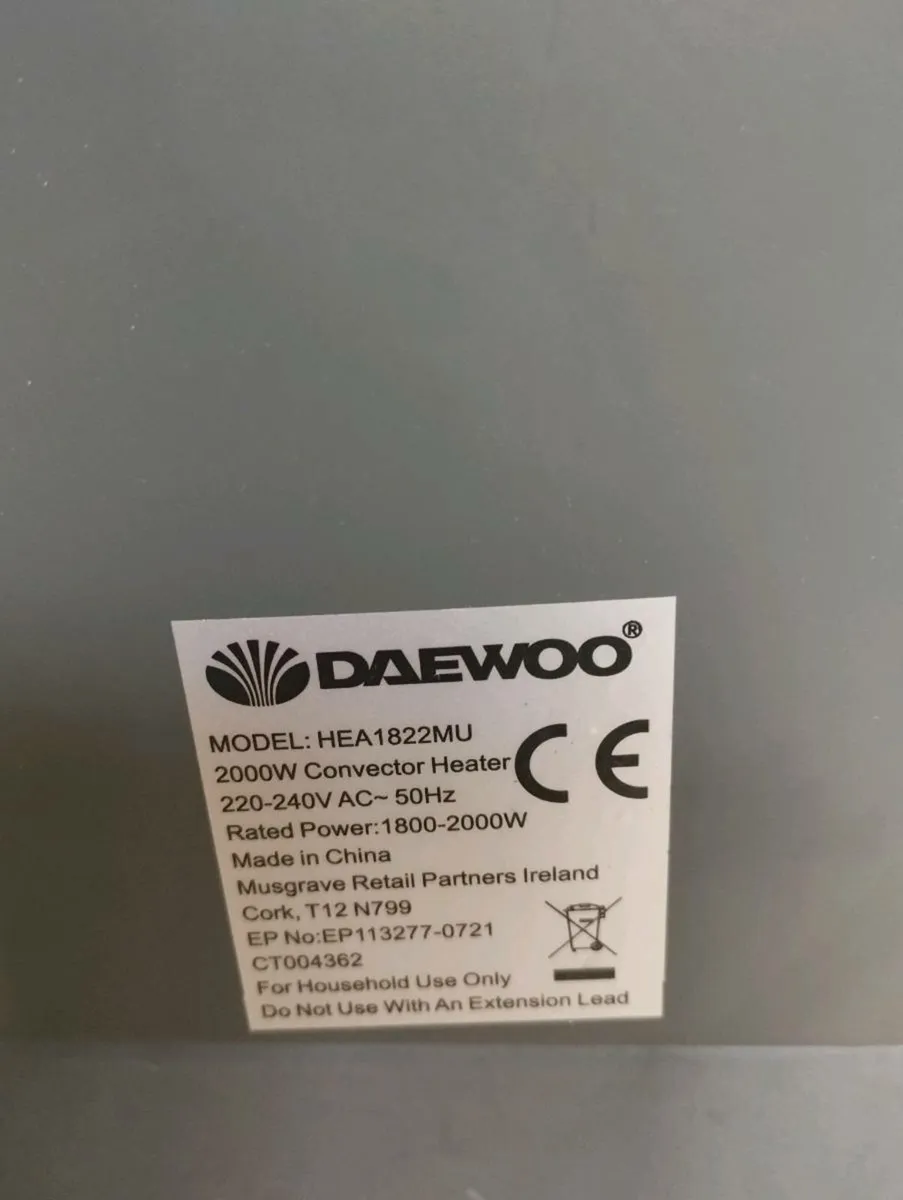 DAEWOO®
MODEL: HEA1822MU
2000W Convector Heater
CE
220-240V AC~ 50Hz
Rated Power:1800-2000W
Made in China
Musgrave Retail Partners Ireland
Cork, T12 N799
EP No:EP113277-0721
CT004362
For Household Use Only
Do Not Use With An Extension Lead